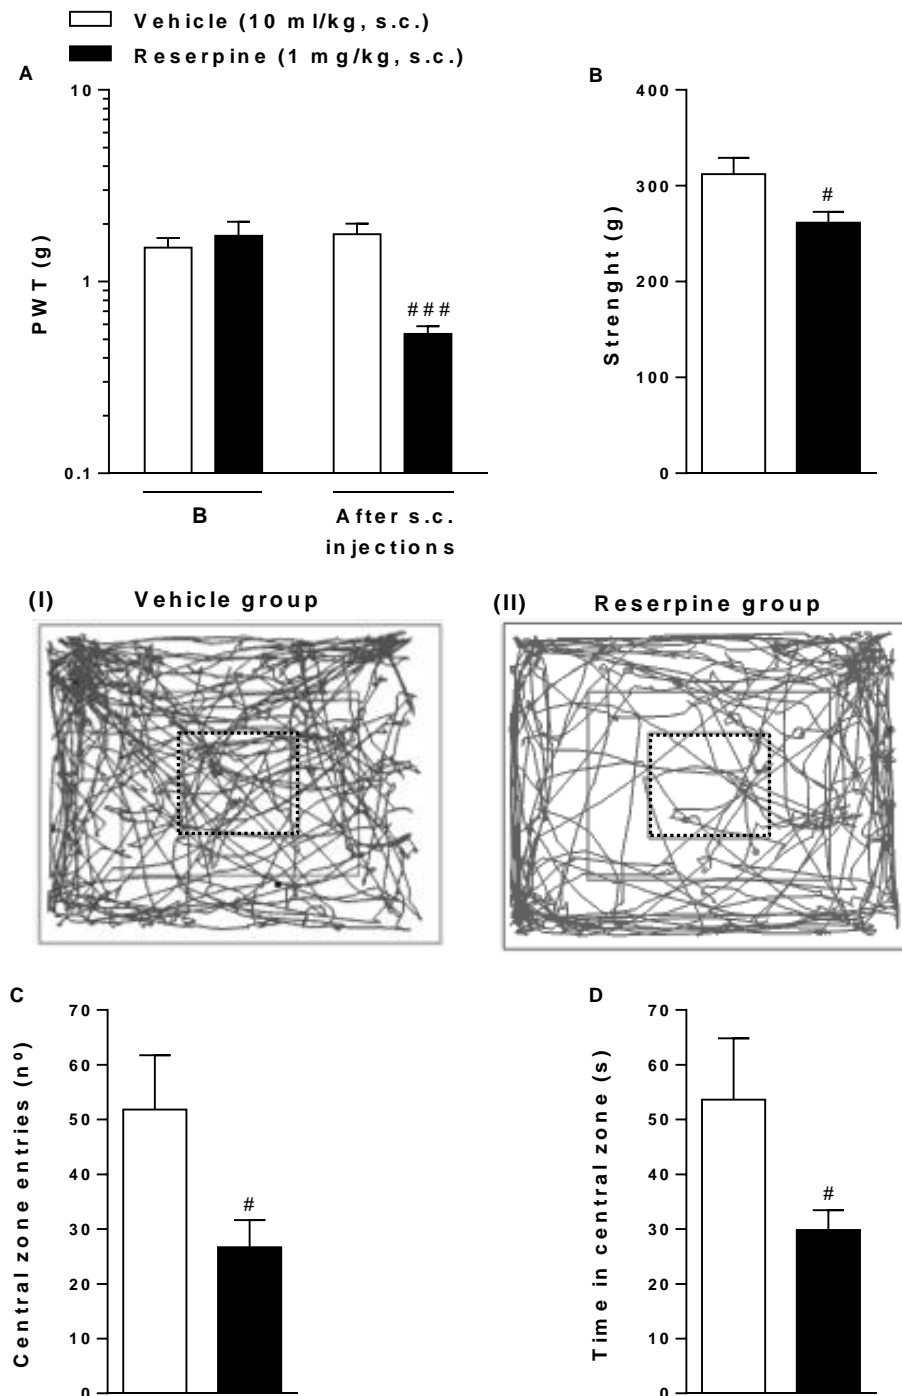 Vehicle (10 ml/kg, s.c.)
Reserpine (1 mg/kg, s.c.)
A
10
1
0.1
PWT (g)
B
After s.c.
injections
B
400
300
200
100
0
Strenght (g)
#
###
(I) Vehicle group
(II) Reserpine group
C
70
60
50
40
30
20
10
0
Central zone entries (nº)
#
D
70
60
50
40
30
20
10
0
Time in central zone (s)
#